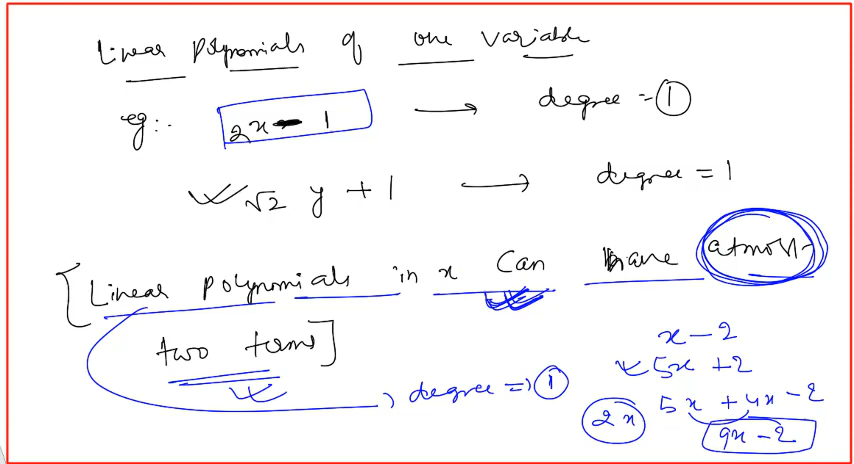 Linear polynomials of one variable
eg:- 2x - 1 → degree = 1
√2 y + 1 → degree = 1
[Linear polynomials in x can have atmost
two terms]
x - 2
5x + 2
degree => 1
2x 5x + 4x - 2
9x - 2